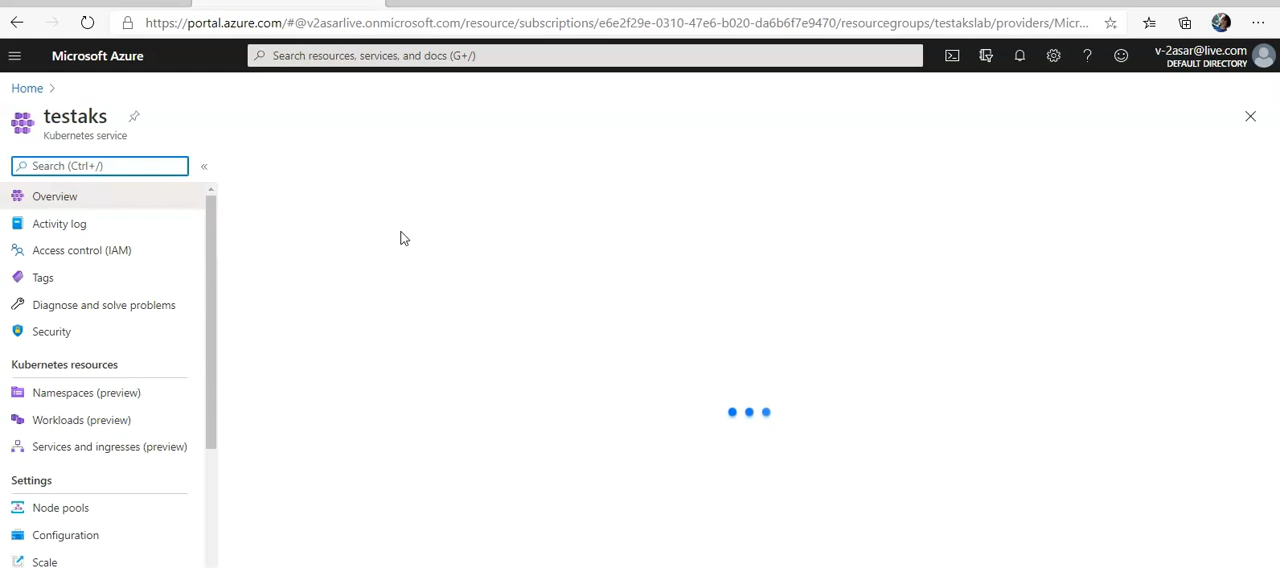 https://portal.azure.com/#@v2asarlive.onmicrosoft.com/resource/subscriptions/e6e2f29e-0310-47e6-b020-da6b6f7e9470/resourcegroups/testakslab/providers/Micr...
Microsoft Azure
Search resources, services, and docs (G+/)
v-2asar@live.com
DEFAULT DIRECTORY
Home >
testaks
Kubernetes service
Search (Ctrl+/)
«
Overview
Activity log
Access control (IAM)
Tags
Diagnose and solve problems
Security
Kubernetes resources
Namespaces (preview)
Workloads (preview)
Services and ingresses (preview)
Settings
Node pools
Configuration
Scale